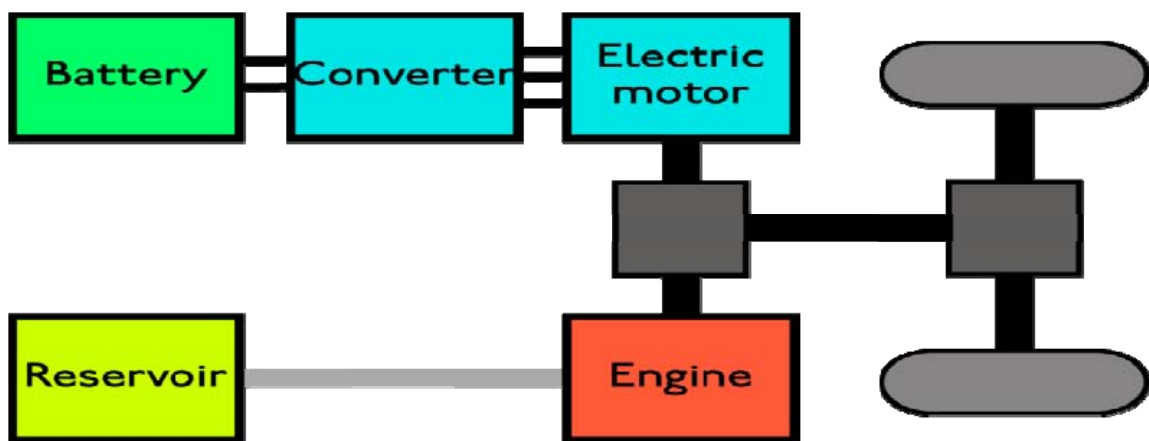 Battery
Converter
Electric
motor
Reservoir
Engine